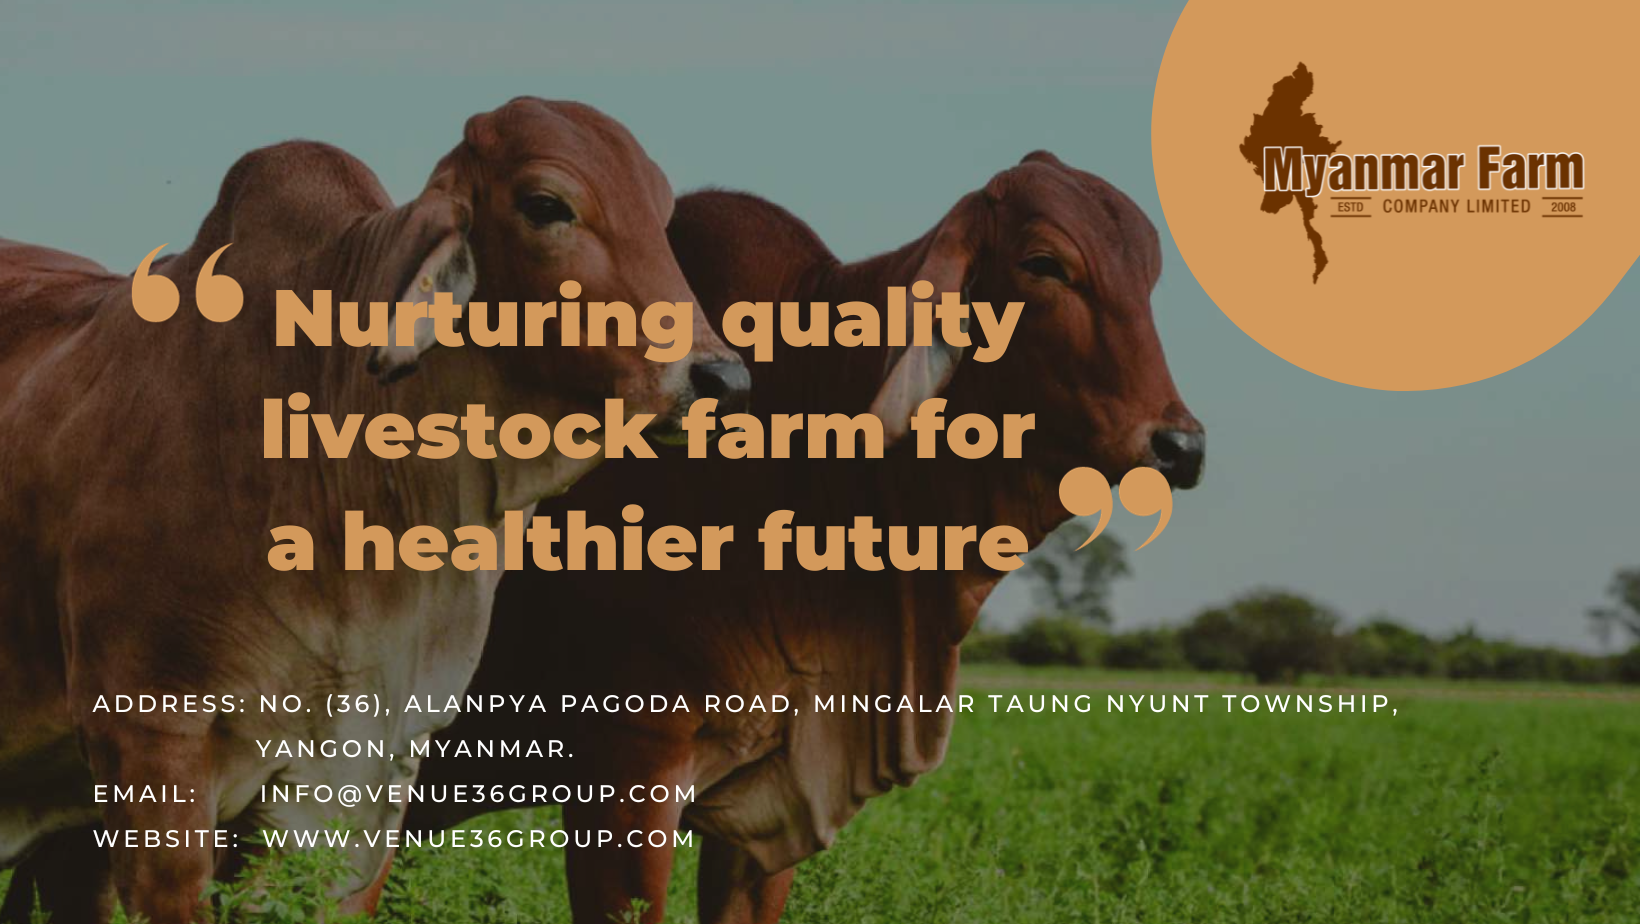 Myanmar Farm
ESTD COMPANY LIMITED 2008
“Nurturing quality
livestock farm for
a healthier future”
ADDRESS: NO. (36), ALANPYA PAGODA ROAD, MINGALAR TAUNG NYUNT TOWNSHIP,
YANGON, MYANMAR.
EMAIL: INFO@VENUE36GROUP.COM
WEBSITE: WWW.VENUE36GROUP.COM